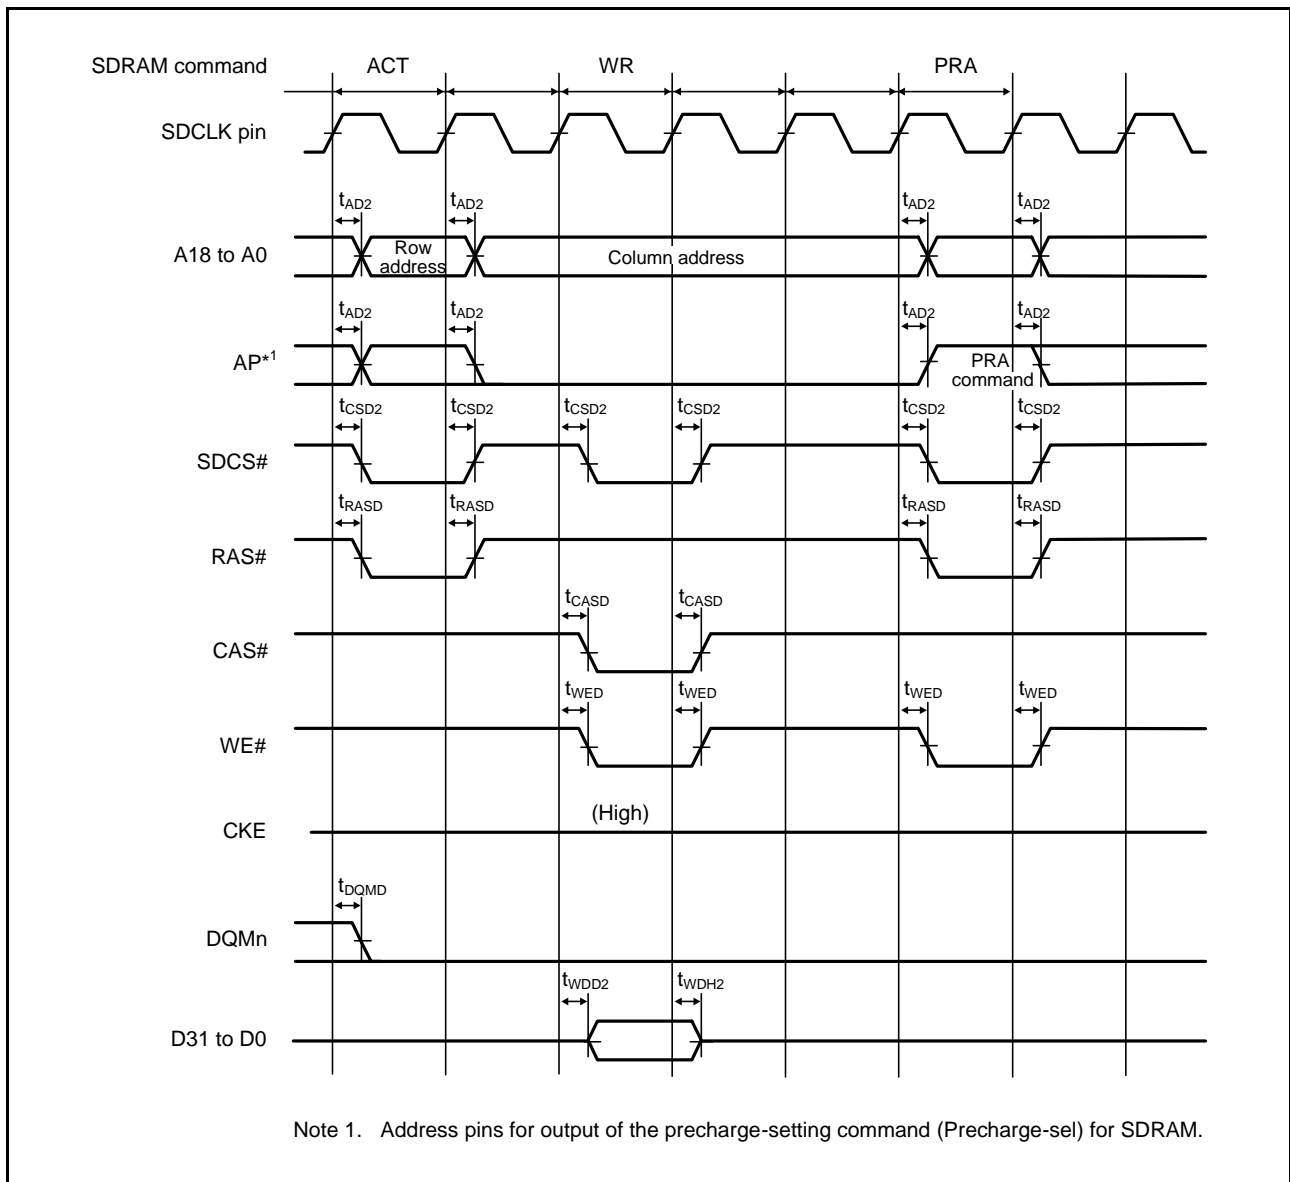 SDRAM command ACT WR PRA
SDCLK pin
tAD2 tAD2 tAD2 tAD2
A18 to A0 Row address Column address
tAD2 tAD2 tAD2 tAD2
AP*1 PRA command
tCSD2 tCSD2 tCSD2 tCSD2 tCSD2 tCSD2
SDCS#
tRASD tRASD tRASD tRASD
RAS#
tCASD tCASD
CAS#
tWED tWED tWED tWED
WE#
(High)
CKE
tDQMD
DQMn
tWDD2 tWDH2
D31 to D0
Note 1. Address pins for output of the precharge-setting command (Precharge-sel) for SDRAM.